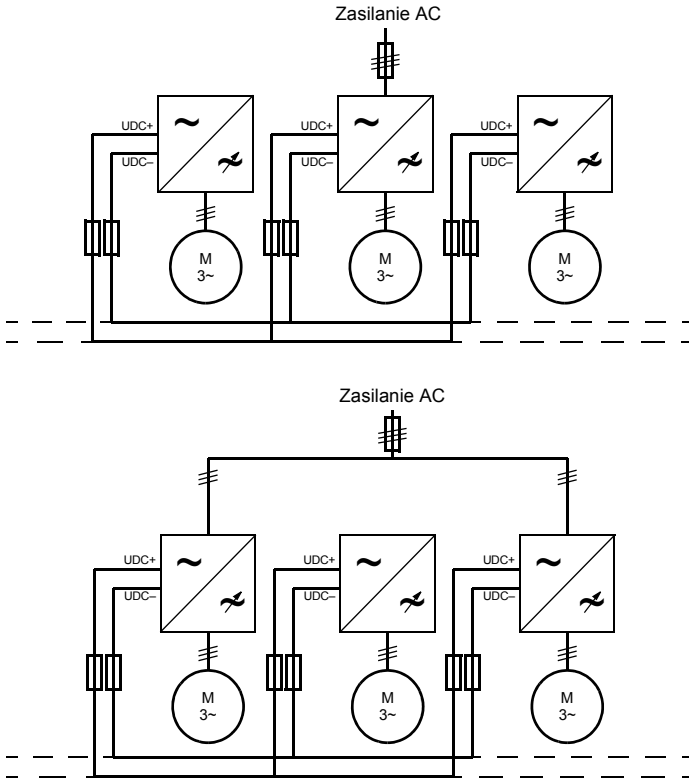 Zasilanie AC
UDC+ UDC+ UDC+
UDC– UDC– UDC–
M M M
3~ 3~ 3~
Zasilanie AC
UDC+ UDC+ UDC+
UDC– UDC– UDC–
M M M
3~ 3~ 3~